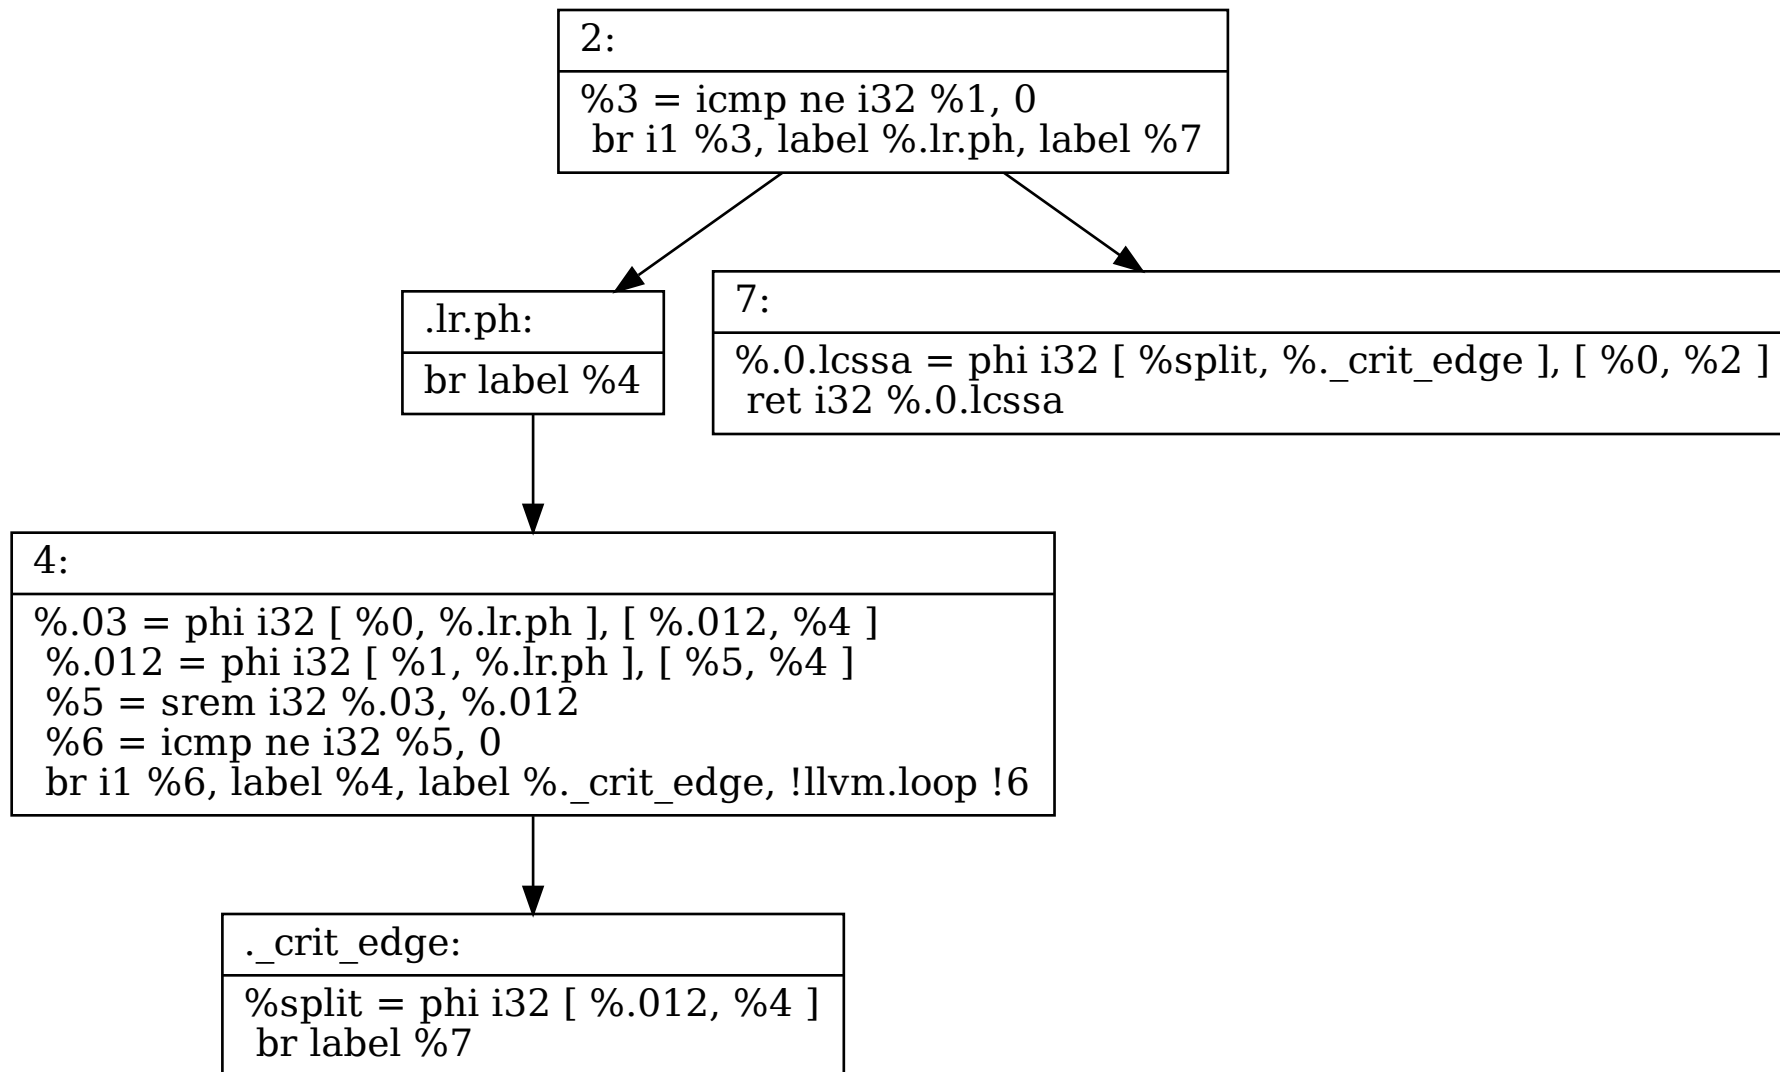 2:
%3 = icmp ne i32 %1, 0
br i1 %3, label %.lr.ph, label %7
.lr.ph:
br label %4
7:
%.0.lcssa = phi i32 [ %split, %._crit_edge ], [ %0, %2 ]
ret i32 %.0.lcssa
4:
%.03 = phi i32 [ %0, %.lr.ph ], [ %.012, %4 ]
%.012 = phi i32 [ %1, %.lr.ph ], [ %5, %4 ]
%5 = srem i32 %.03, %.012
%6 = icmp ne i32 %5, 0
br i1 %6, label %4, label %._crit_edge, !llvm.loop !6
._crit_edge:
%split = phi i32 [ %.012, %4 ]
br label %7